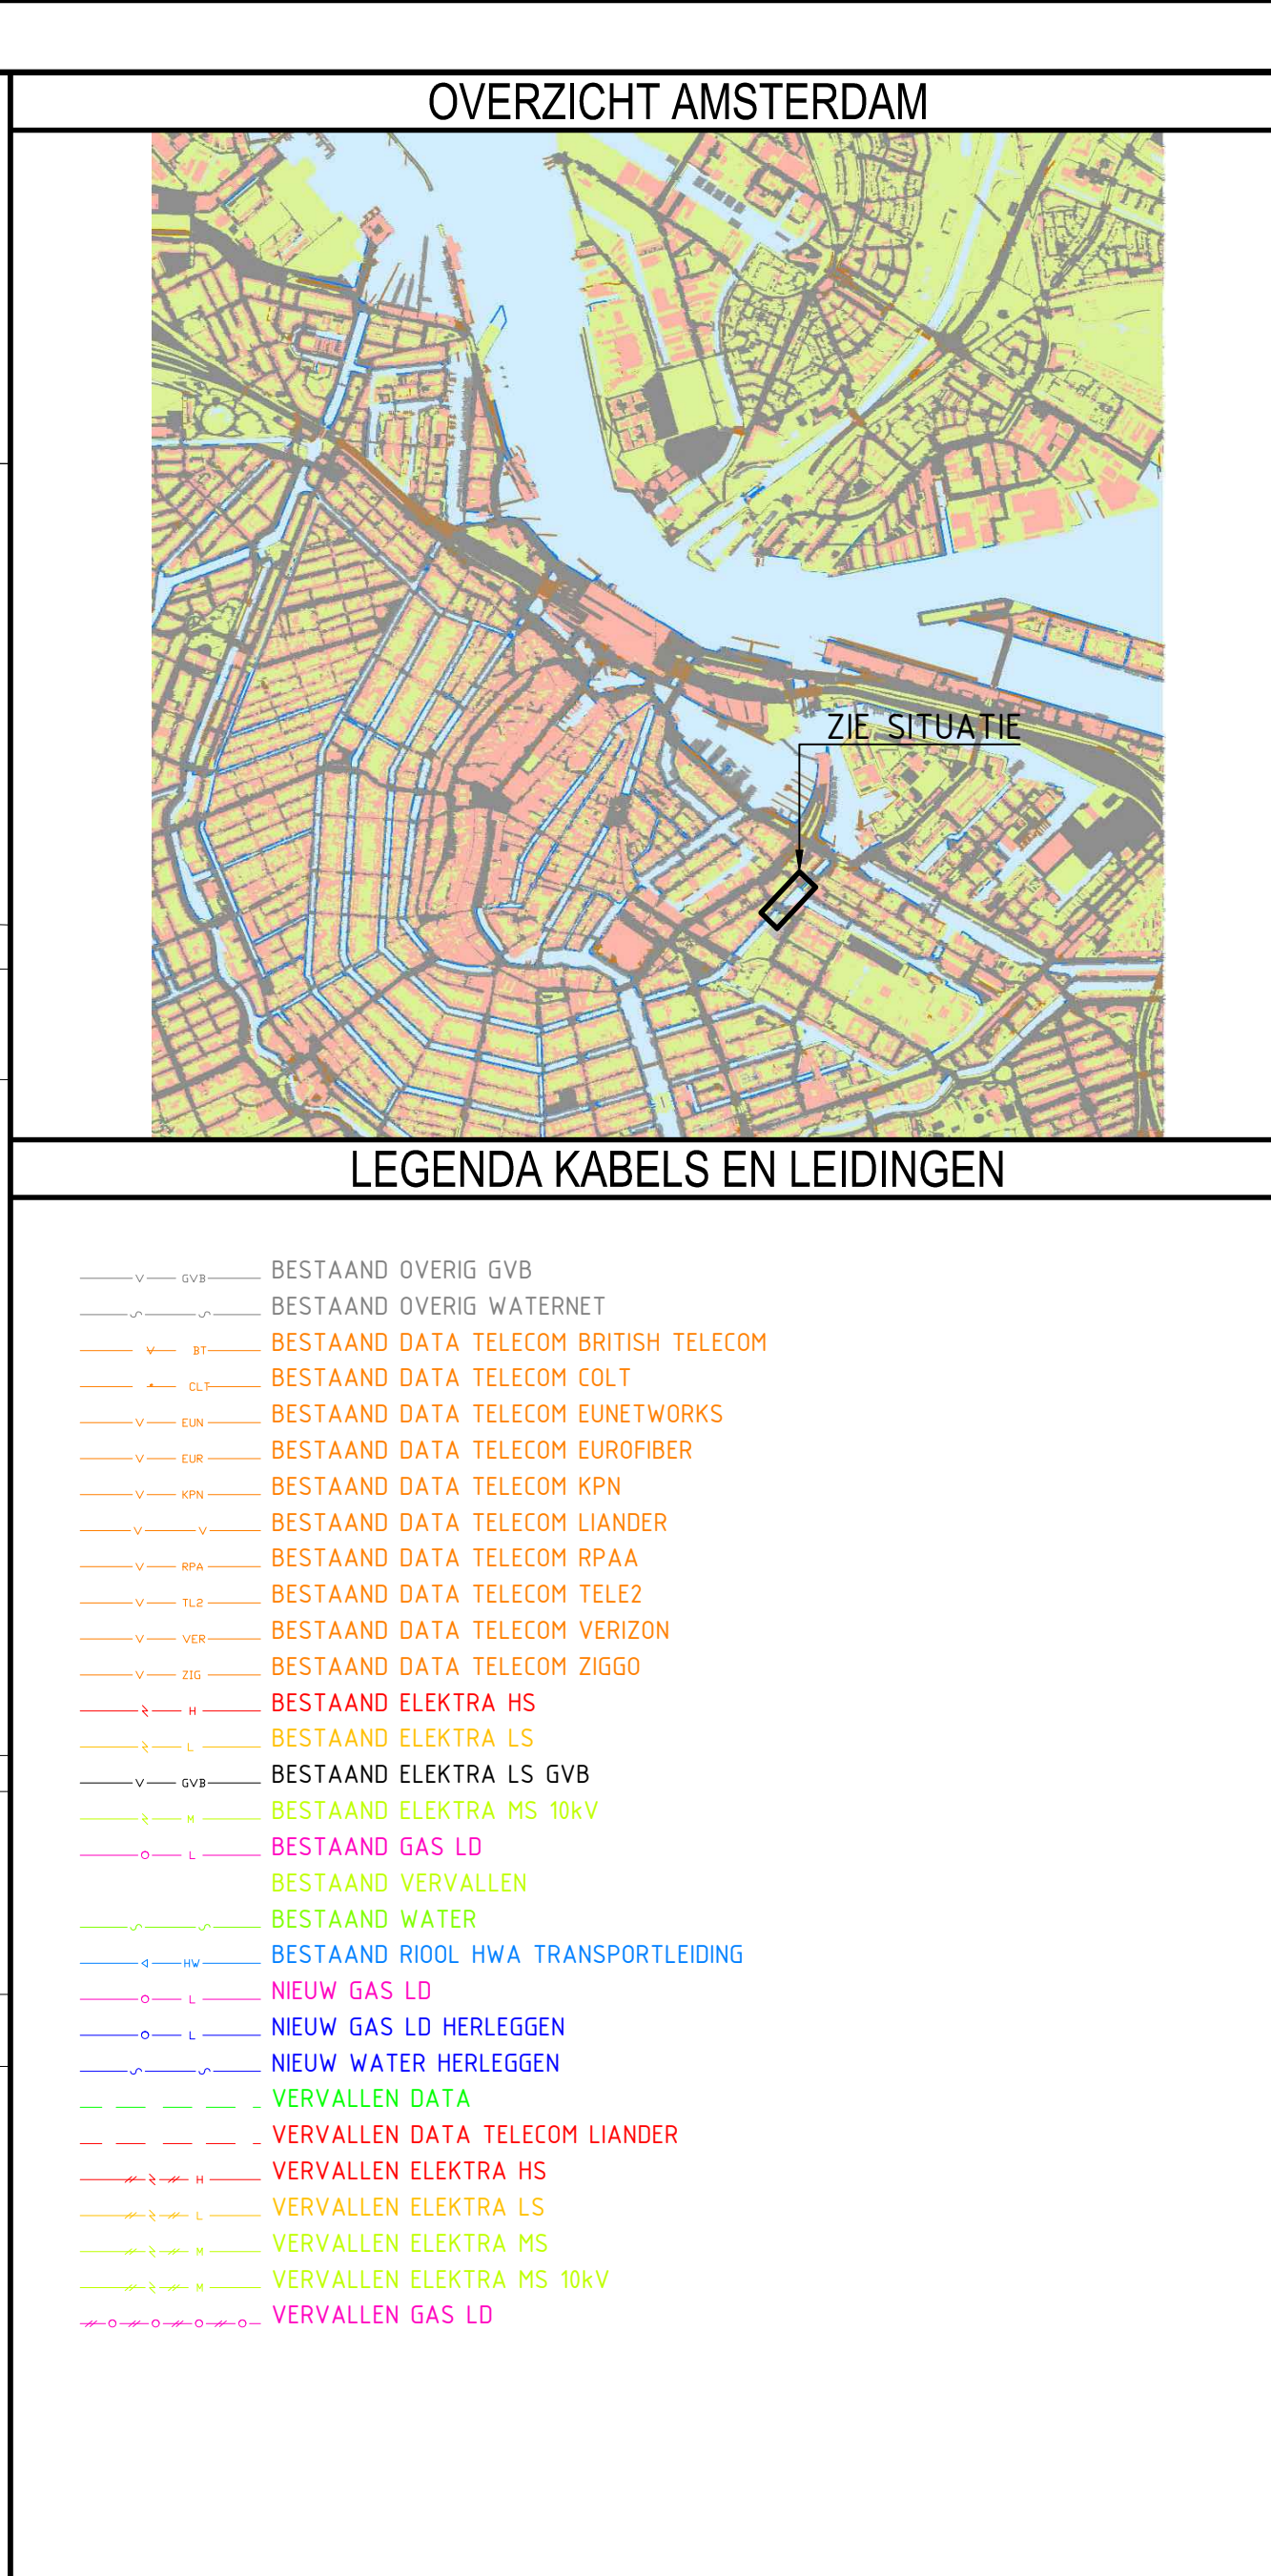 OVERZICHT AMSTERDAM
ZIE SITUATIE
LEGENDA KABELS EN LEIDINGEN
V GVB BESTAAND OVERIG GVB
BESTAAND OVERIG WATERNET
V BT BESTAAND DATA TELECOM BRITISH TELECOM
CLT BESTAAND DATA TELECOM COLT
V EUN BESTAAND DATA TELECOM EUNETWORKS
V EUR BESTAAND DATA TELECOM EUROFIBER
V KPN BESTAAND DATA TELECOM KPN
V V BESTAAND DATA TELECOM LIANDER
V RPA BESTAAND DATA TELECOM RPAA
V TL2 BESTAAND DATA TELECOM TELE2
V VER BESTAAND DATA TELECOM VERIZON
V ZIG BESTAAND DATA TELECOM ZIGGO
H BESTAAND ELEKTRA HS
L BESTAAND ELEKTRA LS
V GVB BESTAAND ELEKTRA LS GVB
M BESTAAND ELEKTRA MS 10kV
L BESTAAND GAS LD
BESTAAND VERVALLEN
BESTAAND WATER
HW BESTAAND RIOOL HWA TRANSPORTLEIDING
L NIEUW GAS LD
L NIEUW GAS LD HERLEGGEN
NIEUW WATER HERLEGGEN
VERVALLEN DATA
VERVALLEN DATA TELECOM LIANDER
H VERVALLEN ELEKTRA HS
L VERVALLEN ELEKTRA LS
M VERVALLEN ELEKTRA MS
M VERVALLEN ELEKTRA MS 10kV
VERVALLEN GAS LD